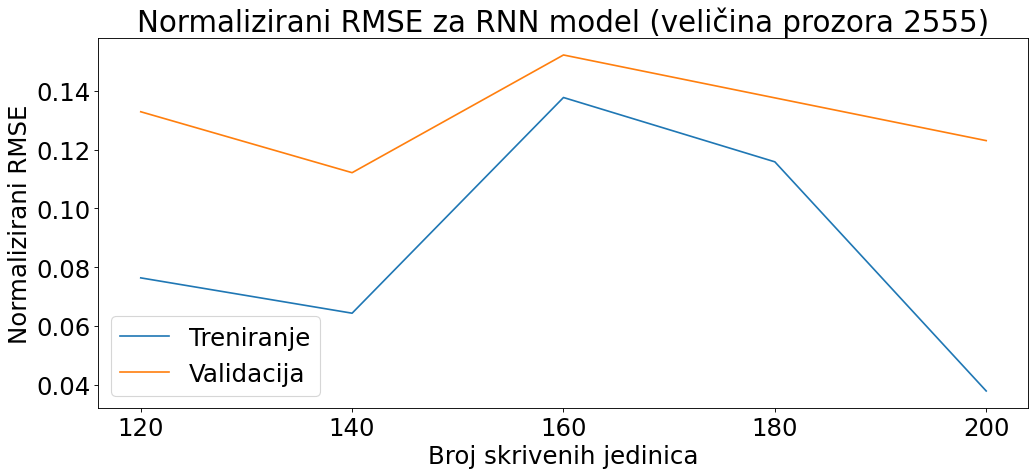 Normalizirani RMSE za RNN model (veličina prozora 2555)
Normalizirani RMSE
0.14
0.12
0.10
0.08
0.06
0.04
Treniranje
Validacija
120 140 160 180 200
Broj skrivenih jedinica